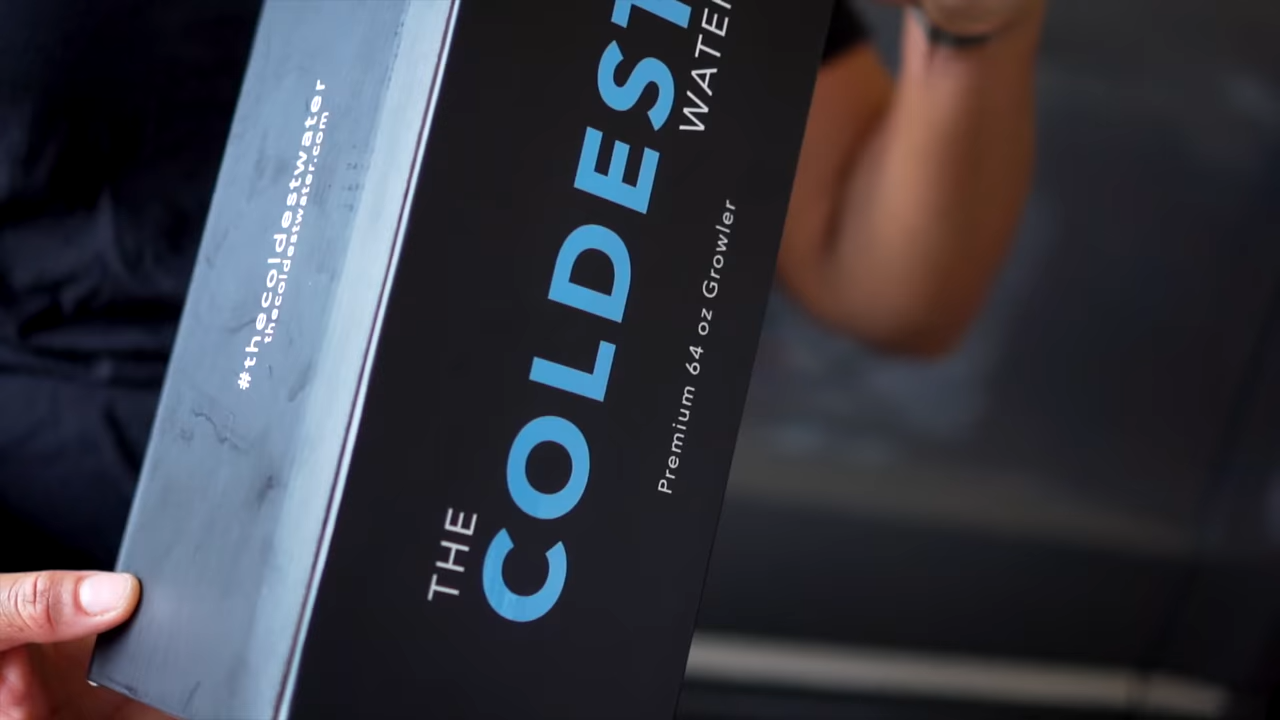 #thecoldestwater
thecoldestwater.com
THE
COLDEST
WATER
Premium 64 oz Growler